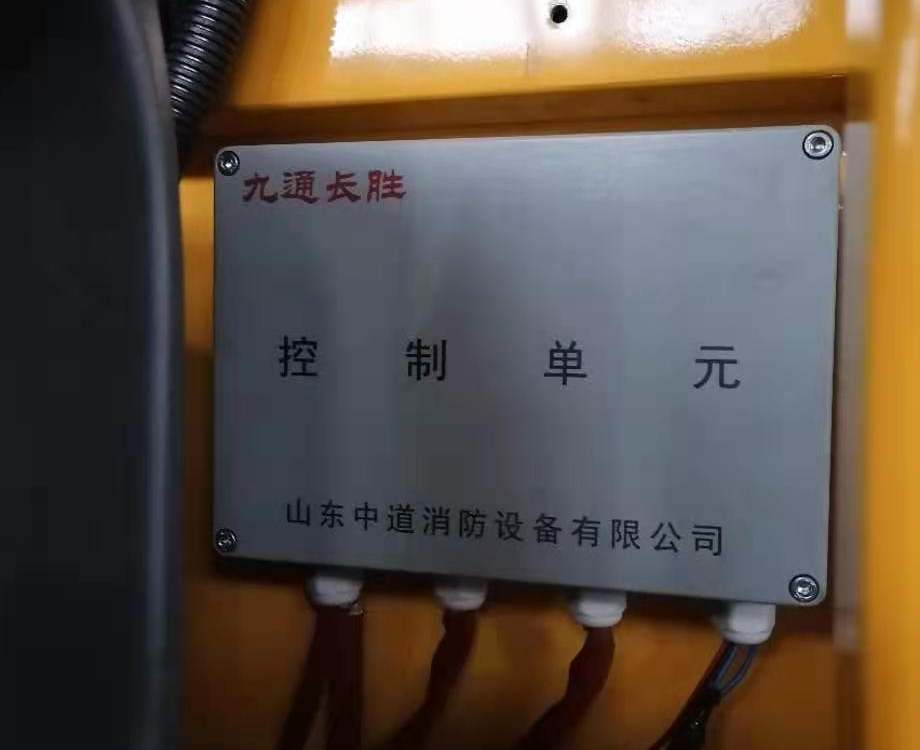 九通长胜
控制单元
山东中道消防设备有限公司